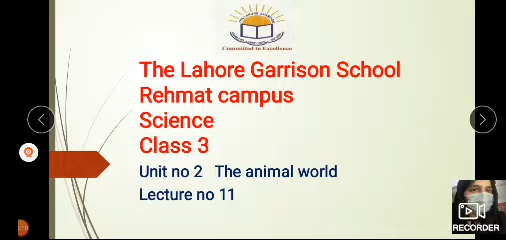 Committed to Excellence
The Lahore Garrison School
Rehmat campus
Science
Class 3
Unit no 2 The animal world
Lecture no 11
RECORDER